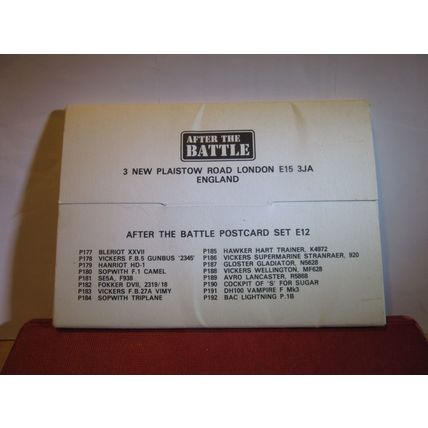 AFTER THE
BATTLE
3 NEW PLAISTOW ROAD LONDON E15 3JA
ENGLAND
AFTER THE BATTLE POSTCARD SET E12
P177 BLERIOT XXVII
P178 VICKERS F.B.5 GUNBUS '2345'
P179 HANRIOT HD-1
P180 SOPWITH F.1 CAMEL
P181 SE5A, F938
P182 FOKKER DVII, 2319/18
P183 VICKERS F.B.27A VIMY
P184 SOPWITH TRIPLANE
P185 HAWKER HART TRAINER, K4972
P186 VICKERS SUPERMARINE STRANRAER, 920
P187 GLOSTER GLADIATOR, N5628
P188 VICKERS WELLINGTON, MF628
P189 AVRO LANCASTER, R5868
P190 COCKPIT OF 'S' FOR SUGAR
P191 DH100 VAMPIRE F Mk3
P192 BAC LIGHTNING P.1B